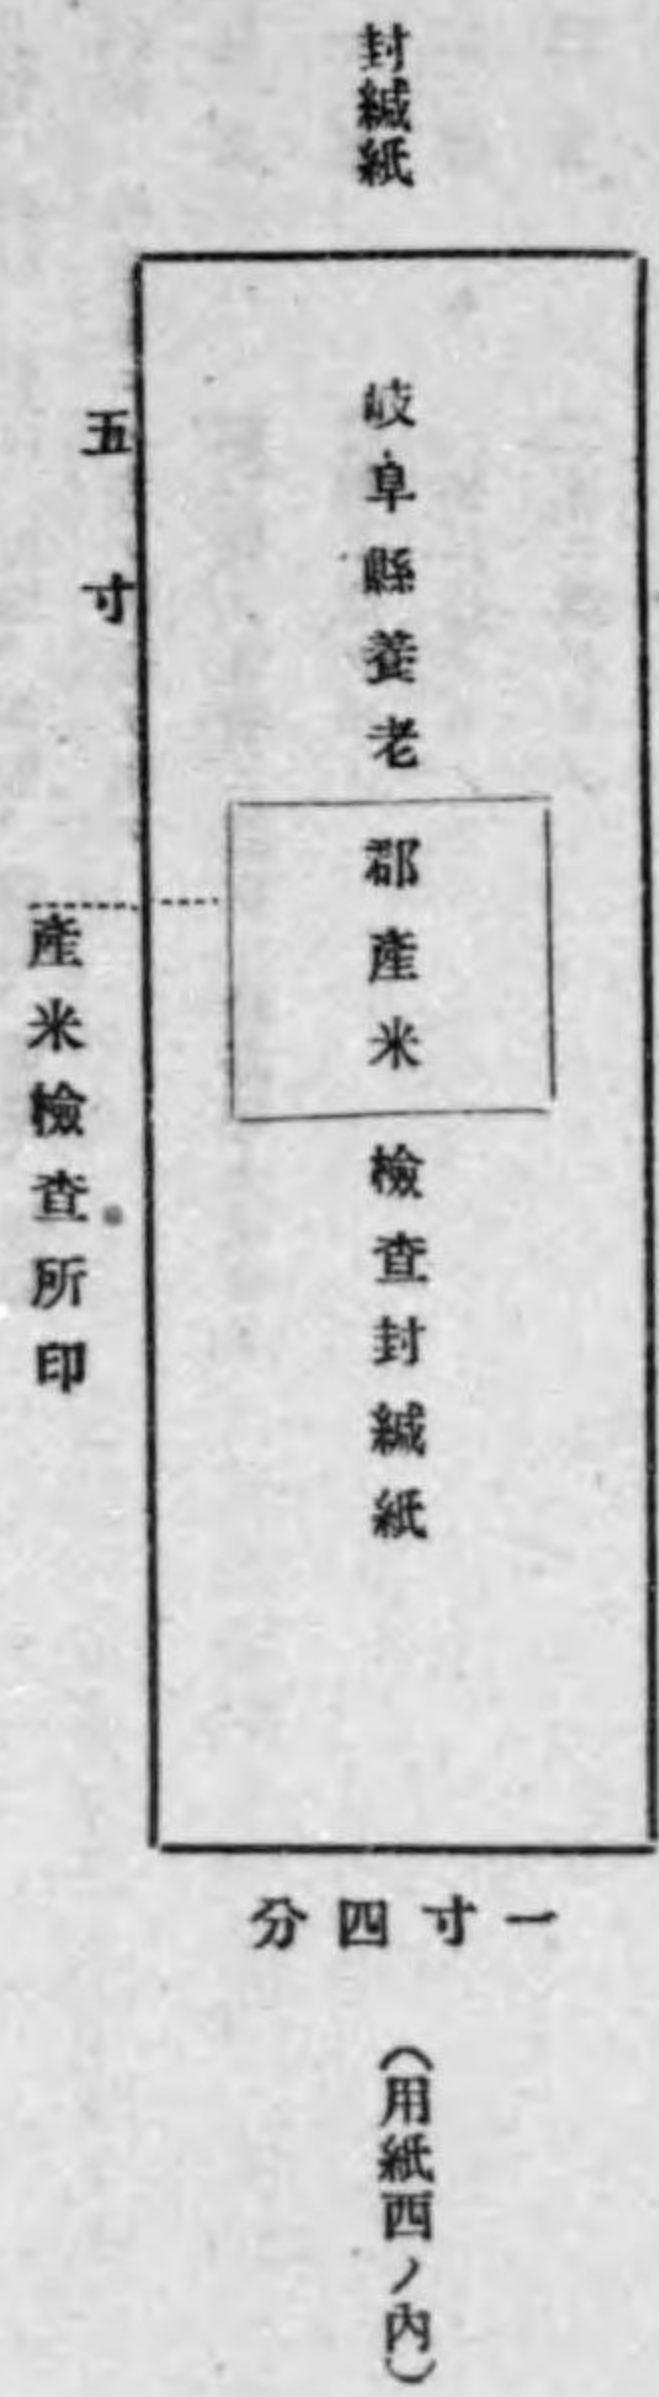 封緘紙
岐阜縣養老郡產米檢查封緘紙
五寸
產米檢查所印
一寸四分
(用紙西ノ內)